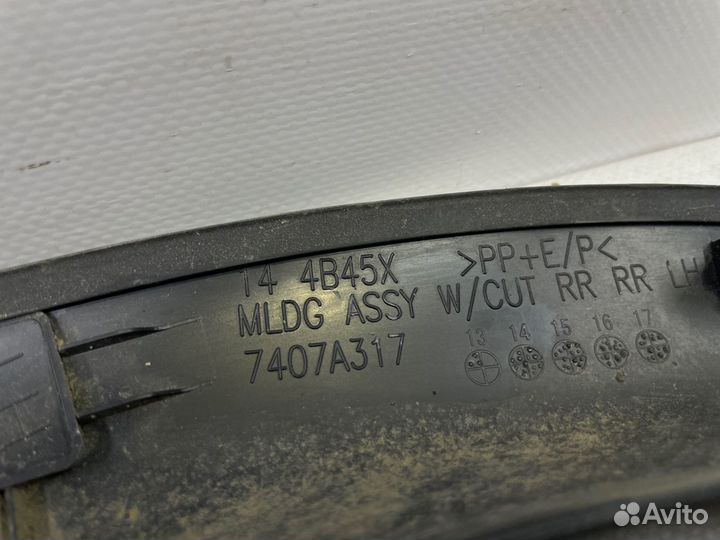 14 4B45X >PP+E/P<
MLDG ASSY W/CUT RR RR LH
7407A317
13 14 15 16 17
Avito